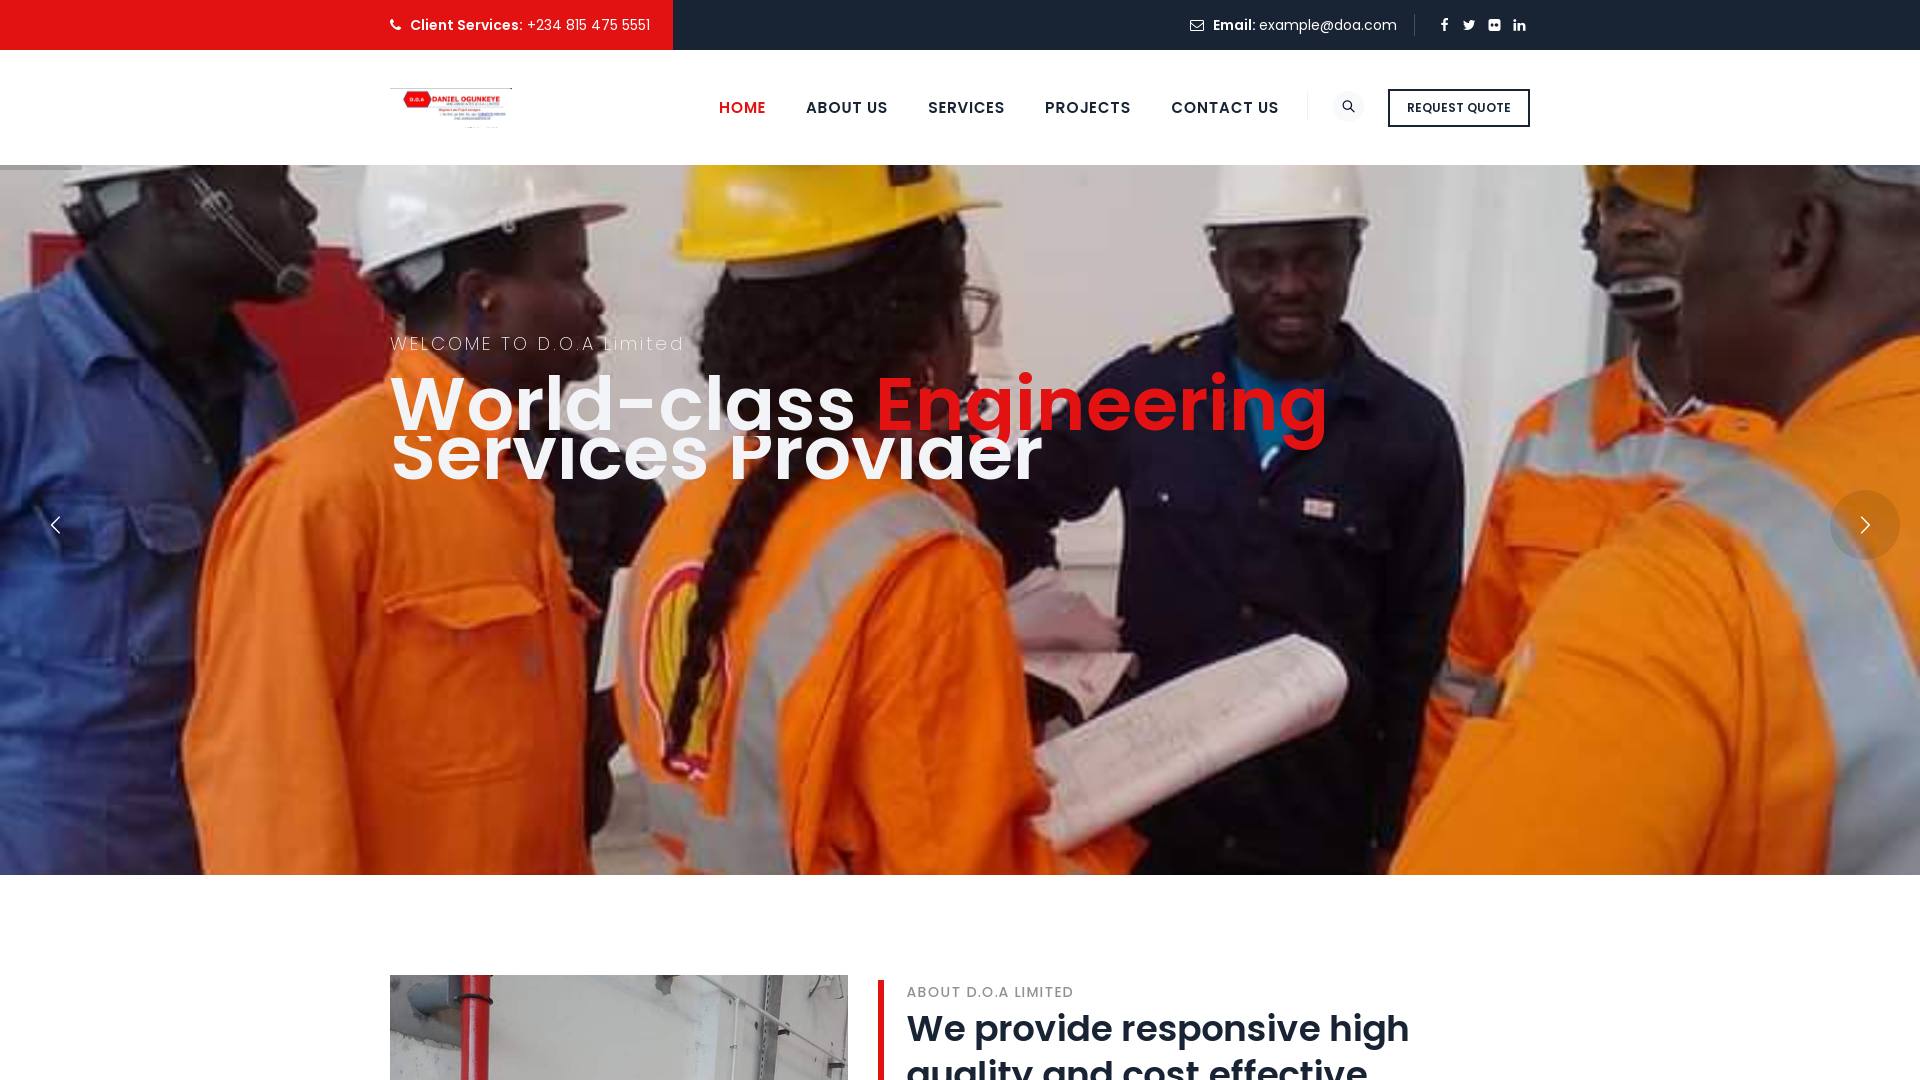 Client Services: +234 815 475 5551
Email: example@doa.com
D.O.A DANIEL OGUNKEYE
HOME ABOUT US SERVICES PROJECTS CONTACT US REQUEST QUOTE
WELCOME TO D.O.A Limited
World-class Engineering
Services Provider
ABOUT D.O.A LIMITED
We provide responsive high
quality and cost effective